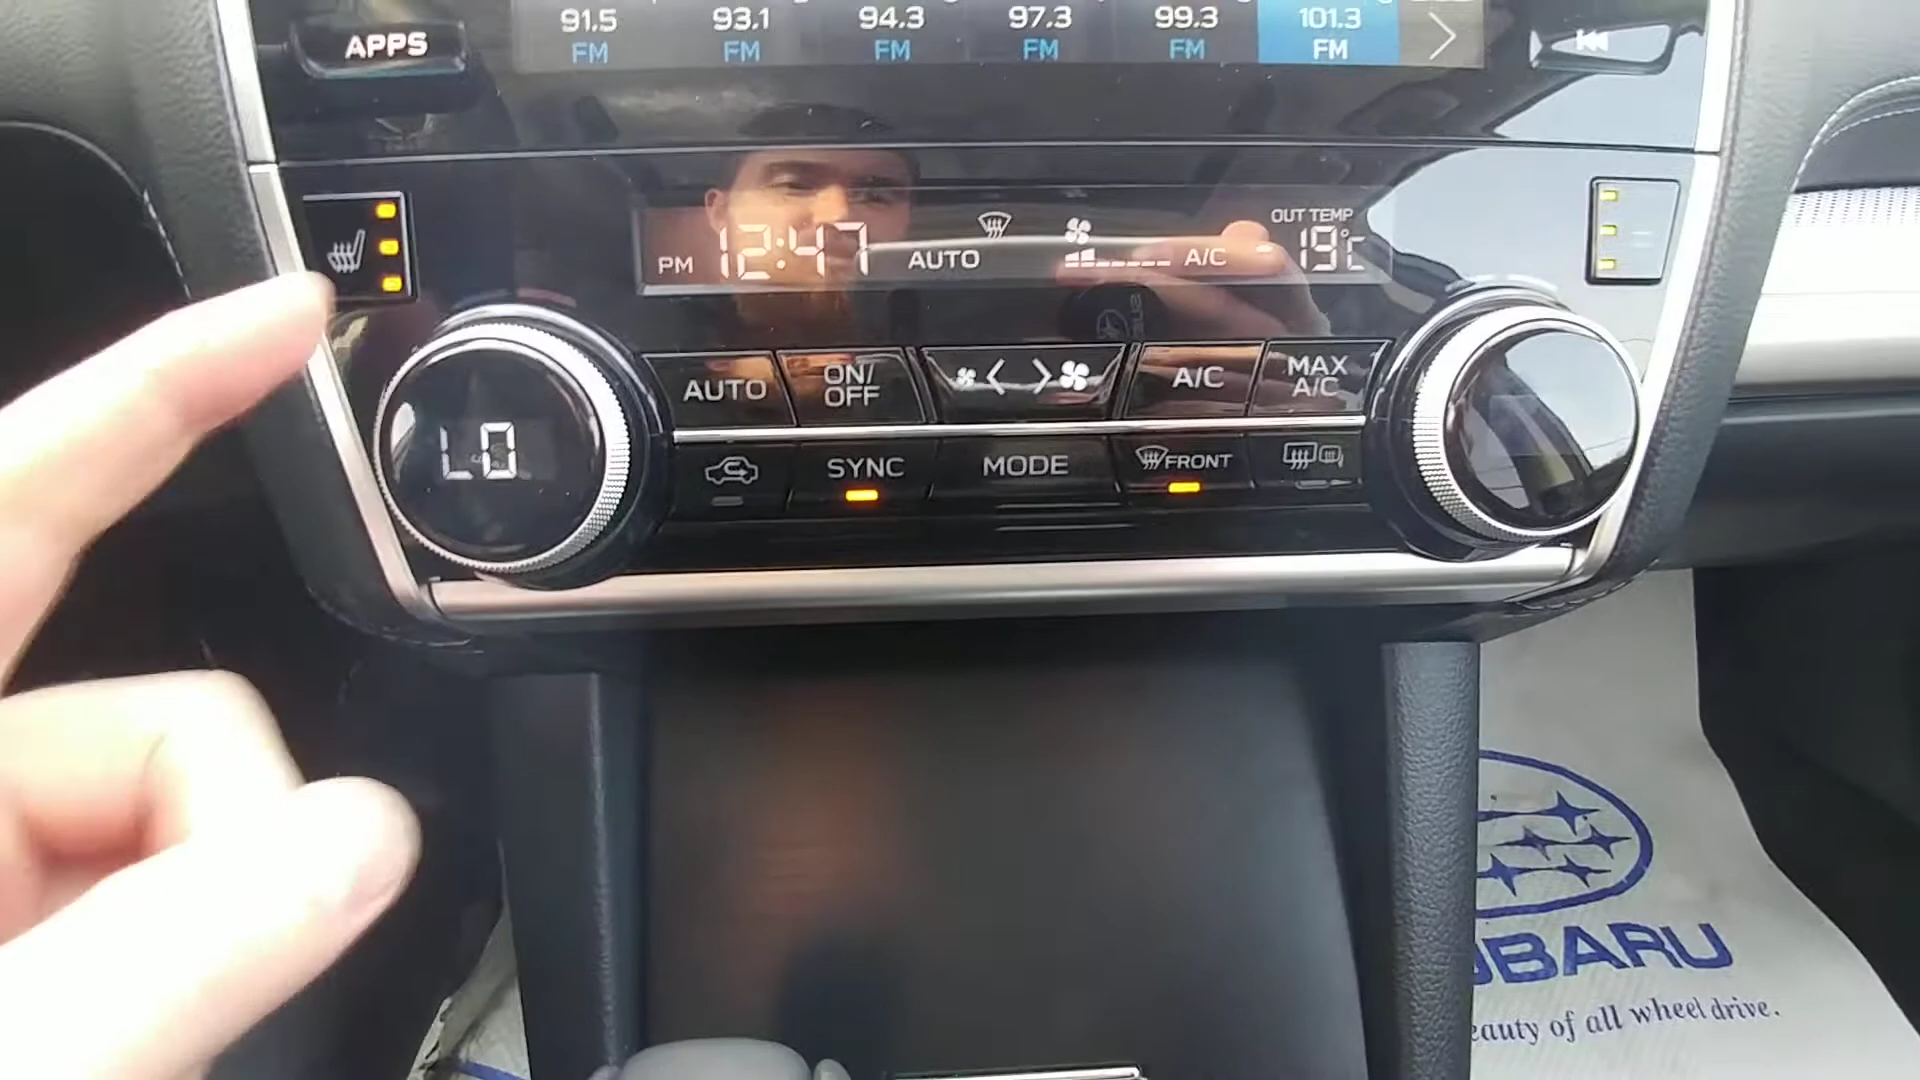 APPS
91.5 FM
93.1 FM
94.3 FM
97.3 FM
99.3 FM
101.3 FM
PM 12:47 AUTO A/C
OUT TEMP
-19°C
AUTO
ON/OFF
A/C
MAX A/C
LO
SYNC
MODE
FRONT
UBARU
eauty of all wheel drive.